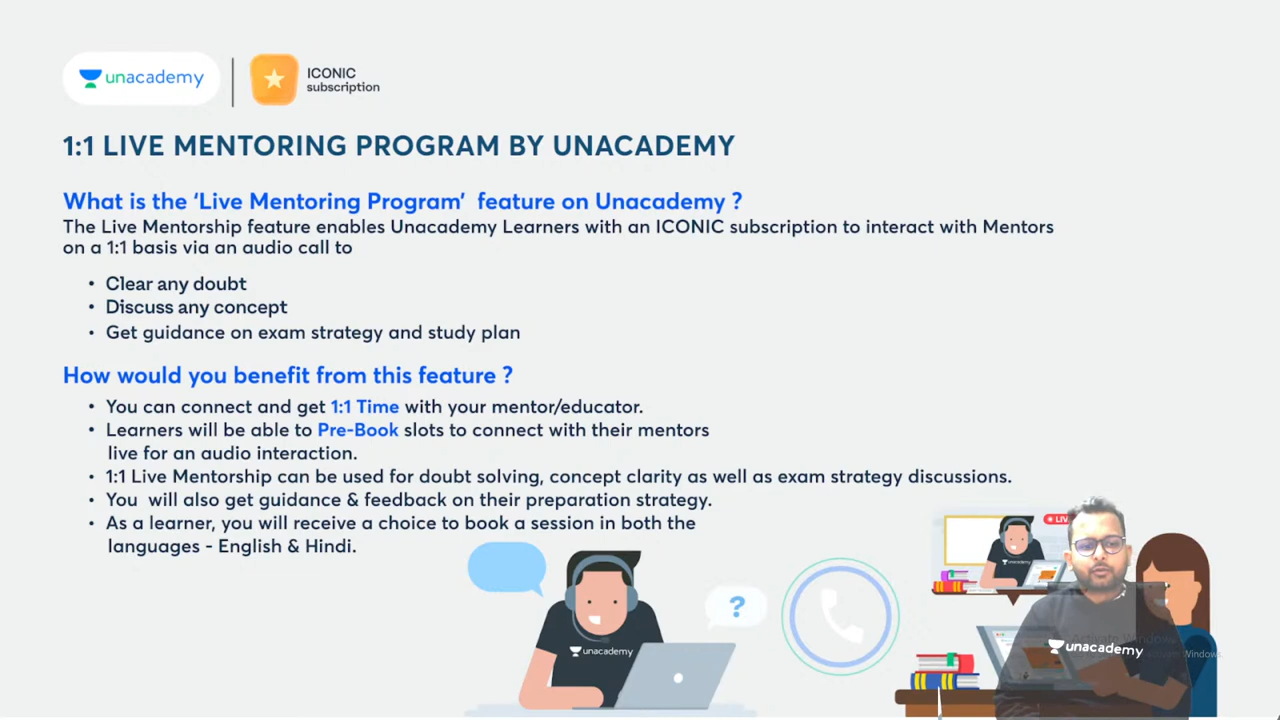 unacademy
ICONIC
subscription
1:1 LIVE MENTORING PROGRAM BY UNACADEMY
What is the ‘Live Mentoring Program’ feature on Unacademy ?
The Live Mentorship feature enables Unacademy Learners with an ICONIC subscription to interact with Mentors
on a 1:1 basis via an audio call to
• Clear any doubt
• Discuss any concept
• Get guidance on exam strategy and study plan
How would you benefit from this feature ?
• You can connect and get 1:1 Time with your mentor/educator.
• Learners will be able to Pre-Book slots to connect with their mentors
live for an audio interaction.
• 1:1 Live Mentorship can be used for doubt solving, concept clarity as well as exam strategy discussions.
• You will also get guidance & feedback on their preparation strategy.
• As a learner, you will receive a choice to book a session in both the
languages - English & Hindi.
?
unacademy
unacademy
Activate Windows
Windows.
unacademy